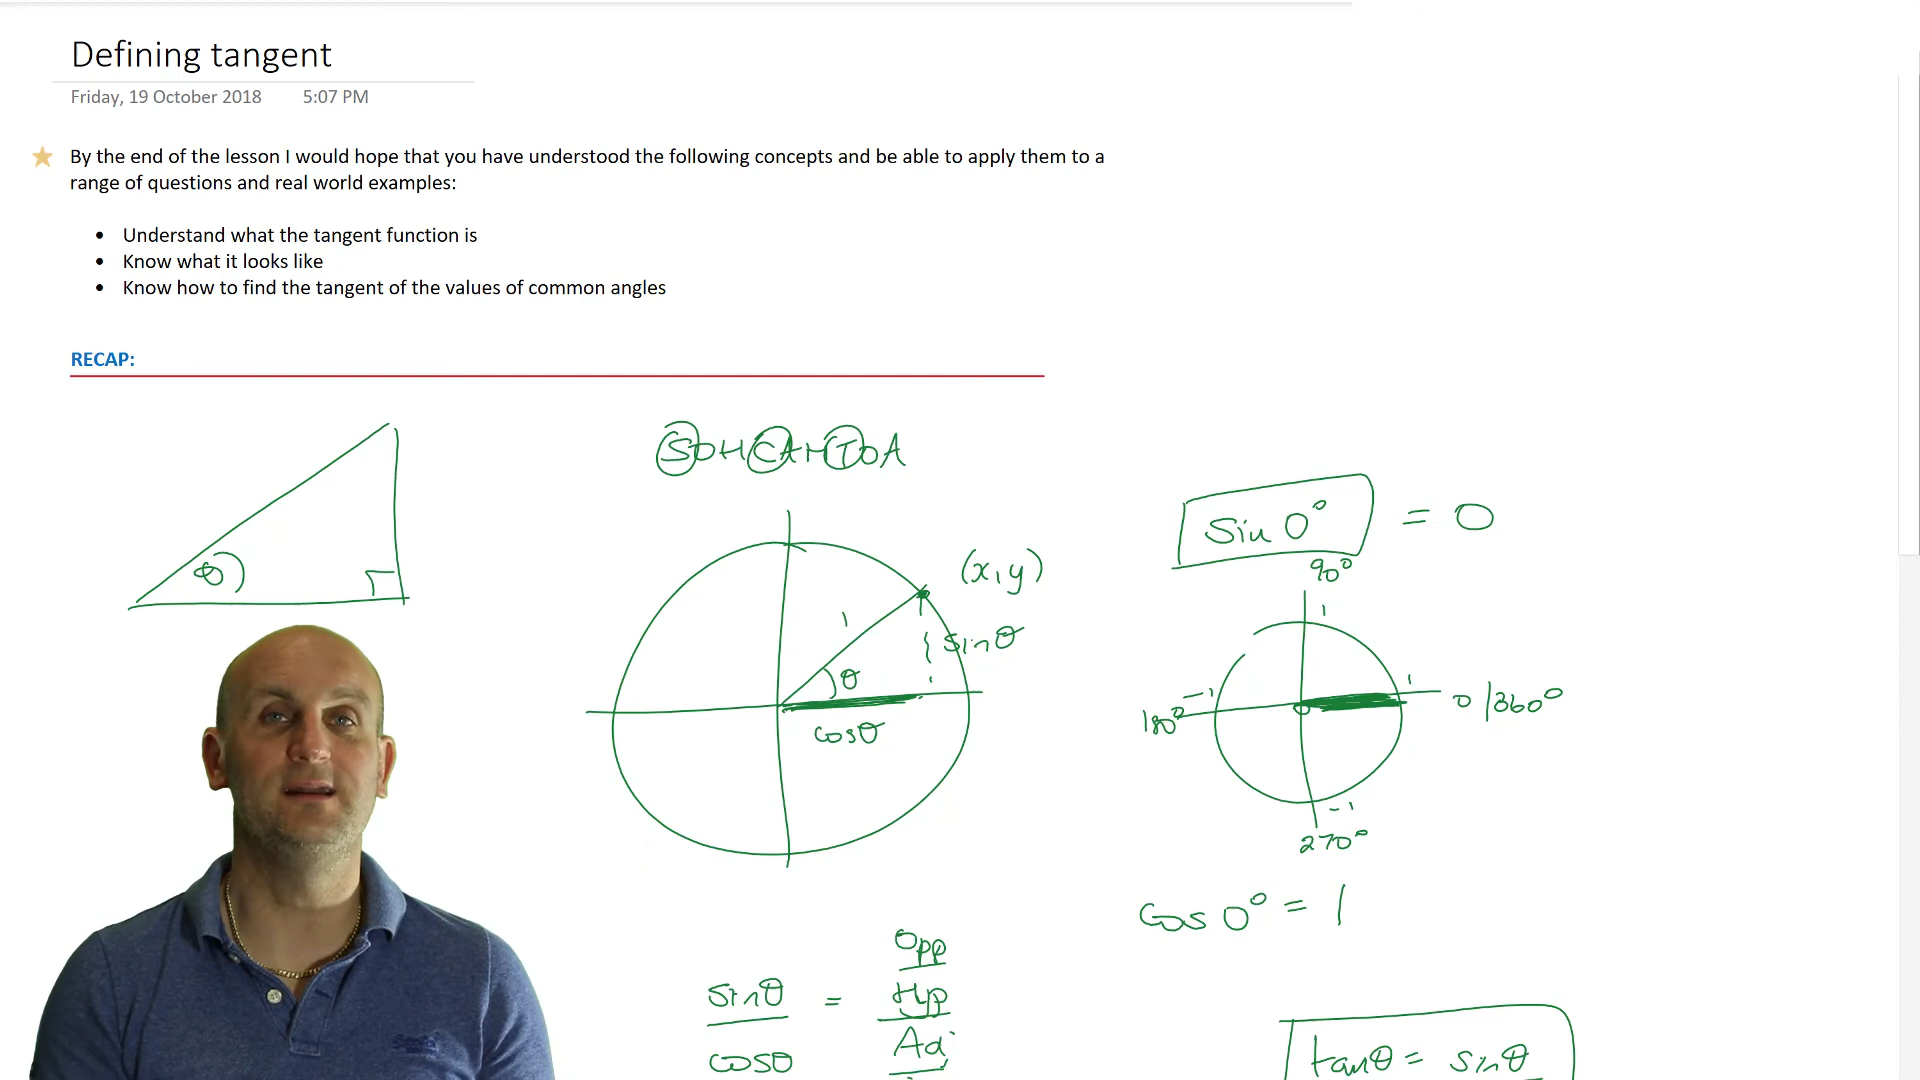 Defining tangent
Friday, 19 October 2018 5:07 PM
By the end of the lesson I would hope that you have understood the following concepts and be able to apply them to a
range of questions and real world examples:
• Understand what the tangent function is
• Know what it looks like
• Know how to find the tangent of the values of common angles
RECAP:
SOHCAHTOA
θ
(x,y)
1
sinθ
θ
cosθ
sin 0° = 0
90°
1
-1
1
180°
0
0/360°
-1
270°
cos 0° = 1
Opp
sinθ = Hyp
cosθ Adj
tanθ = sinθ